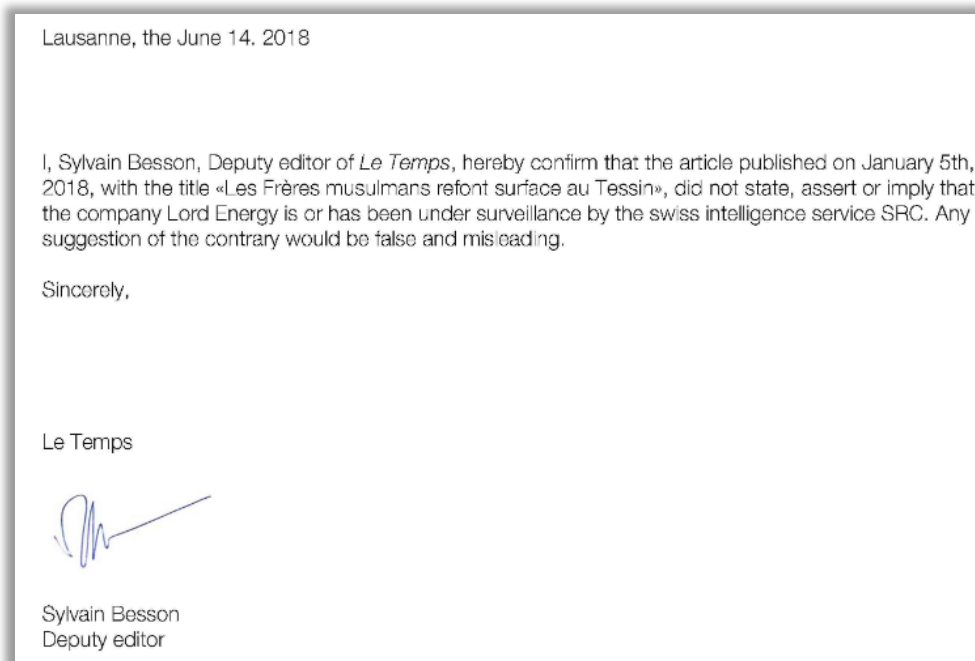 Lausanne, the June 14. 2018
I, Sylvain Besson, Deputy editor of Le Temps, hereby confirm that the article published on January 5th,
2018, with the title «Les Frères musulmans refont surface au Tessin», did not state, assert or imply that
the company Lord Energy is or has been under surveillance by the swiss intelligence service SRC. Any
suggestion of the contrary would be false and misleading.
Sincerely,
Le Temps
Sylvain Besson
Deputy editor